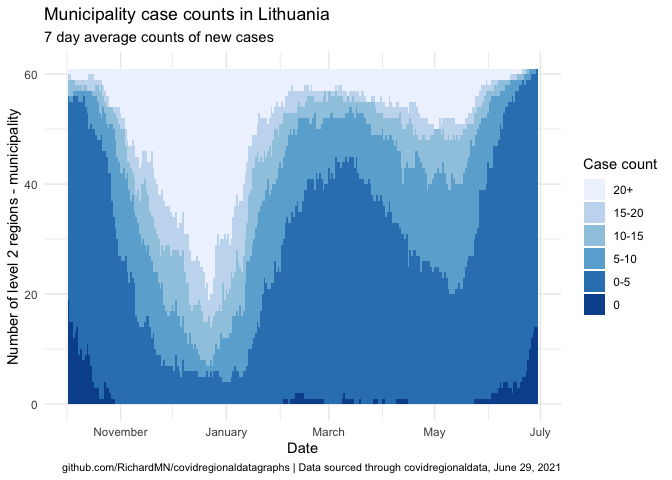 Municipality case counts in Lithuania
7 day average counts of new cases
Number of level 2 regions - municipality
60
40
20
0
November
January
March
May
July
Date
Case count
20+
15-20
10-15
5-10
0-5
0
github.com/RichardMN/covidregionaldatagraphs | Data sourced through covidregionaldata, June 29, 2021